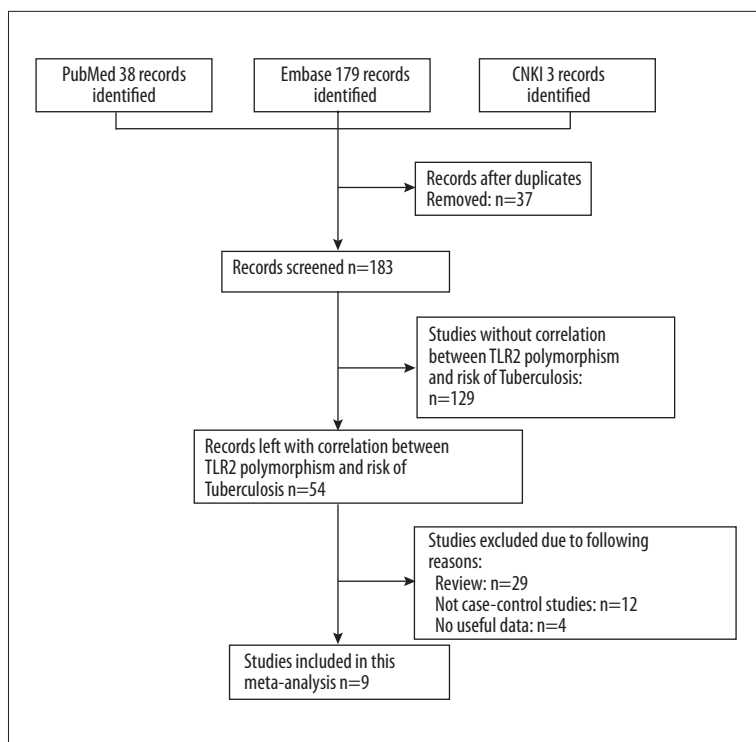 PubMed 38 records
identified
Embase 179 records
identified
CNKI 3 records
identified
Records after duplicates
Removed: n=37
Records screened n=183
Studies without correlation
between TLR2 polymorphism
and risk of Tuberculosis:
n=129
Records left with correlation between
TLR2 polymorphism and risk of
Tuberculosis n=54
Studies excluded due to following
reasons:
Review: n=29
Not case-control studies: n=12
No useful data: n=4
Studies included in this
meta-analysis n=9